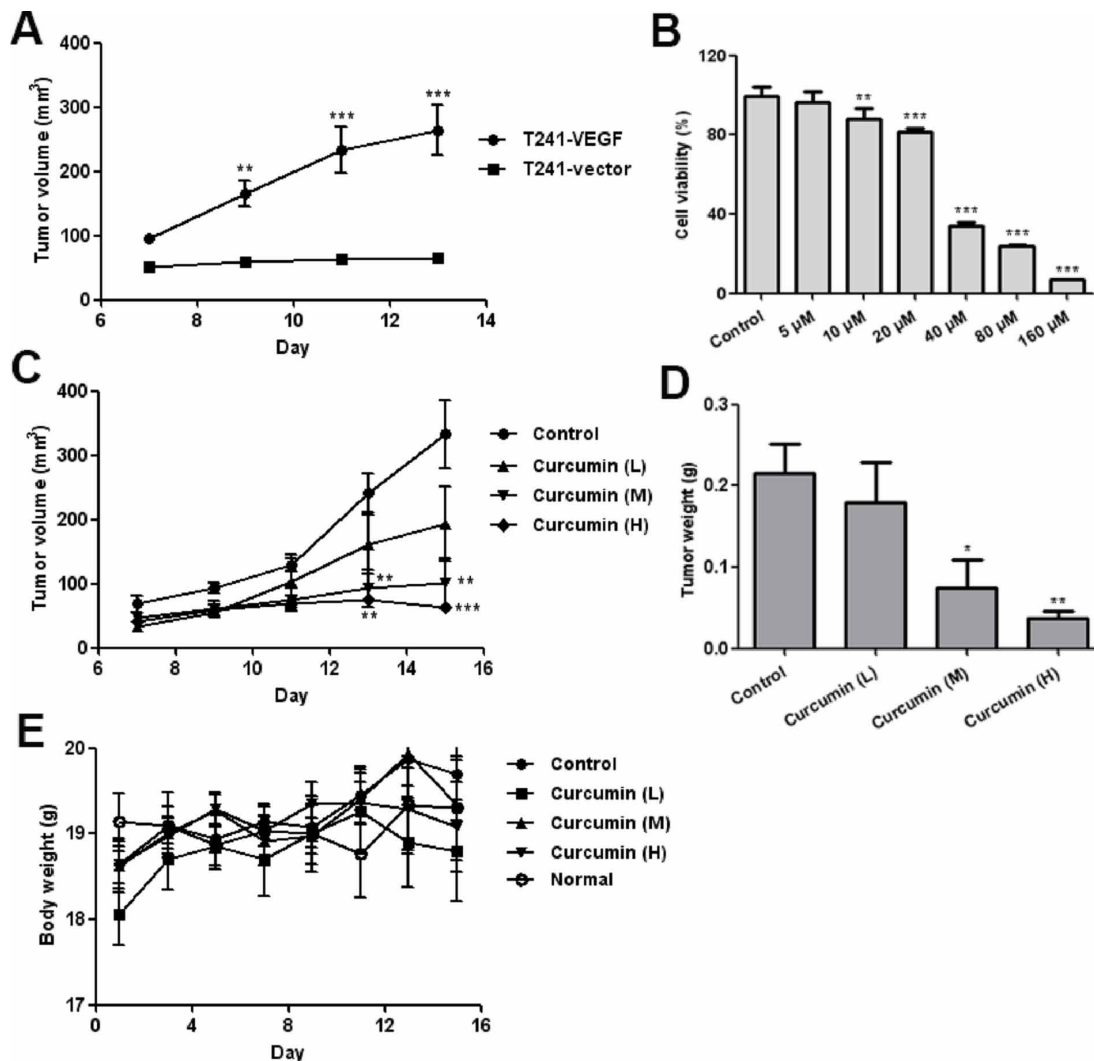 A
Tumor volume (mm³)
400
300
200
100
0
**
***
***
6
8
10
12
14
Day
T241-VEGF
T241-vector
B
Cell viability (%)
120
80
40
0
**
***
***
***
***
Control
5 µM
10 µM
20 µM
40 µM
80 µM
160 µM
C
Tumor volume (mm³)
400
300
200
100
0
**
**
**
***
6
8
10
12
14
16
Day
Control
Curcumin (L)
Curcumin (M)
Curcumin (H)
D
Tumor weight (g)
0.3
0.2
0.1
0.0
*
**
Control
Curcumin (L)
Curcumin (M)
Curcumin (H)
E
Body weight (g)
20
19
18
17
0
4
8
12
16
Day
Control
Curcumin (L)
Curcumin (M)
Curcumin (H)
Normal